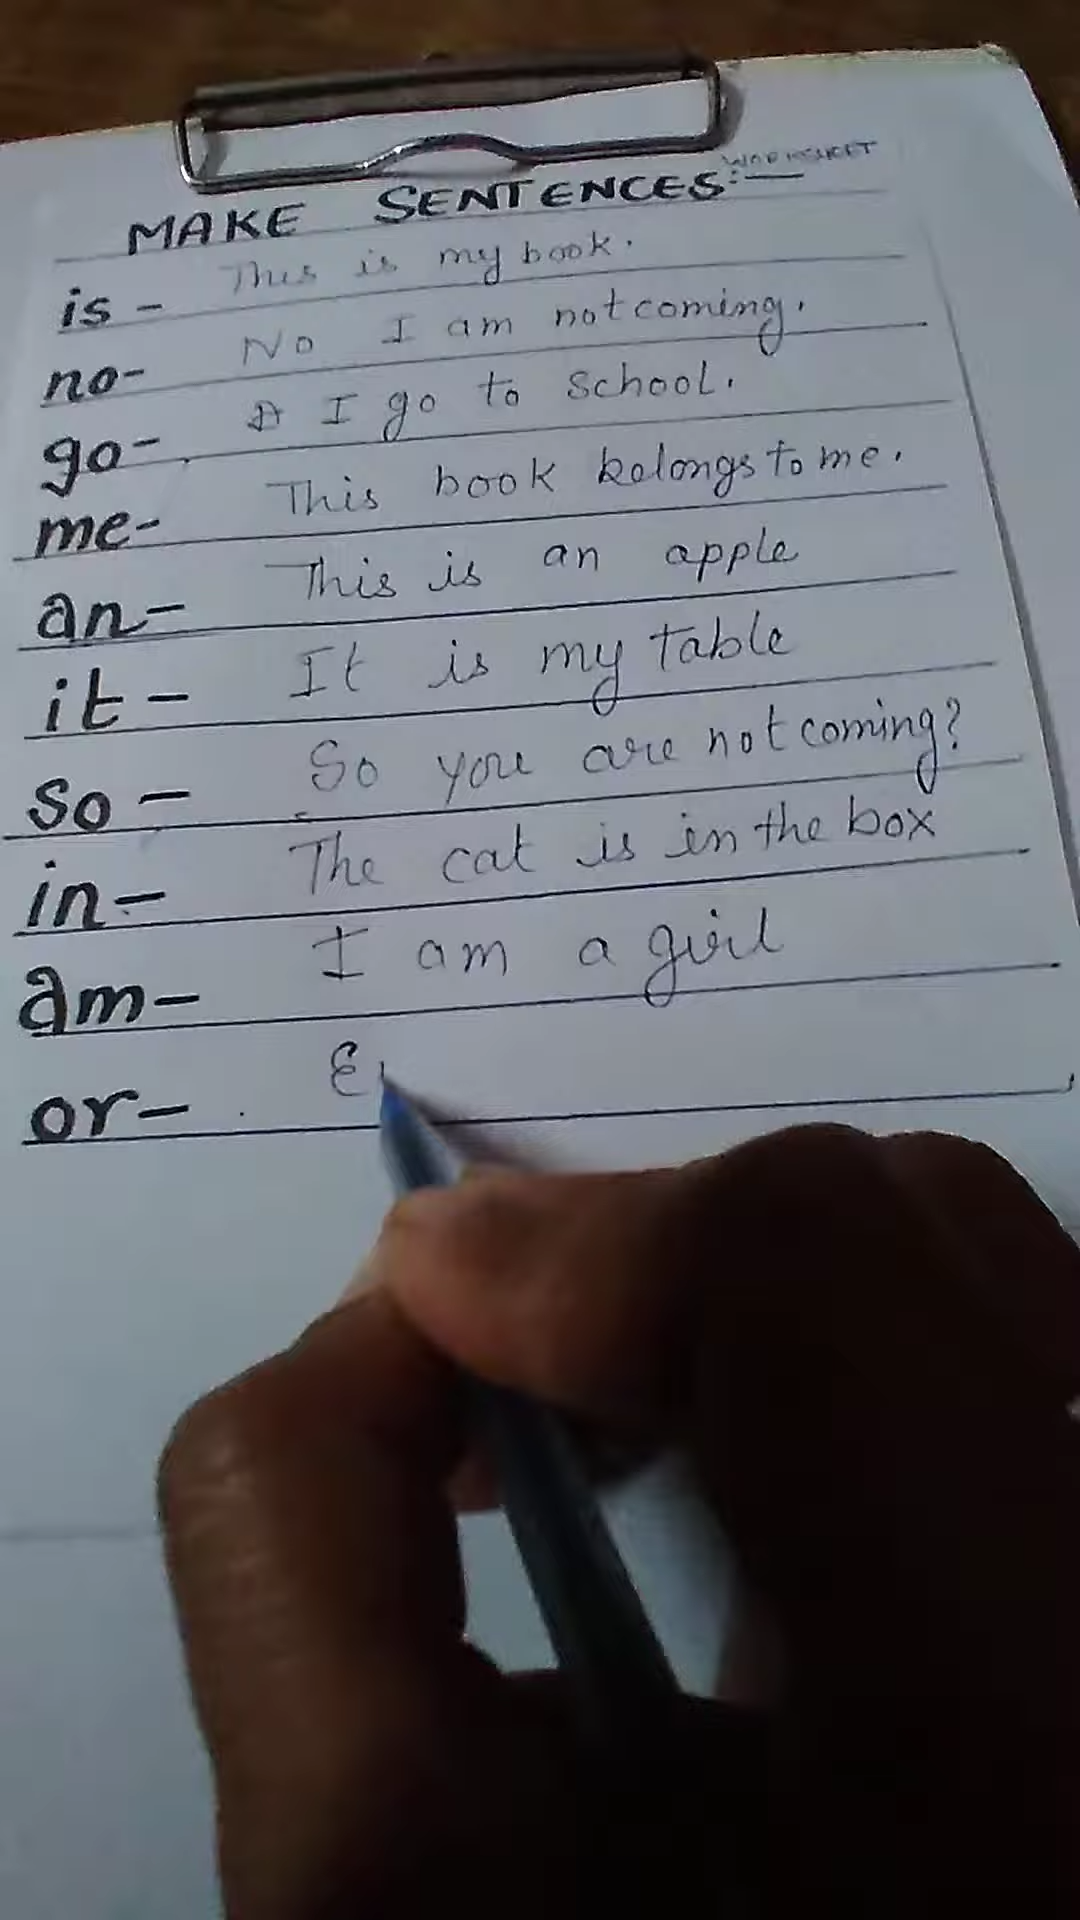 WORKSHEET
MAKE SENTENCES:—
is - This is my book.
no- No I am not coming.
go- I go to school.
me- This book belongs to me.
an- This is an apple
it- It is my table
so- So you are not coming?
in- The cat is in the box
am- I am a girl
or- E